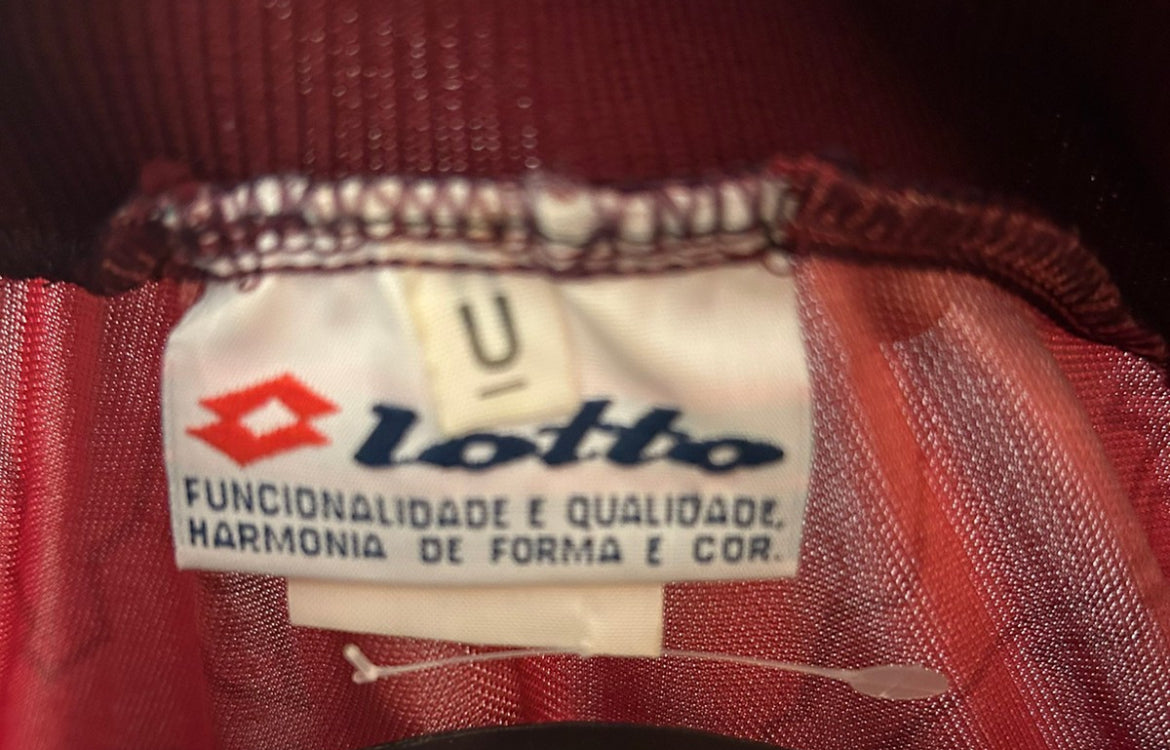 U
lotto
FUNCIONALIDADE E QUALIDADE,
HARMONIA DE FORMA E COR.